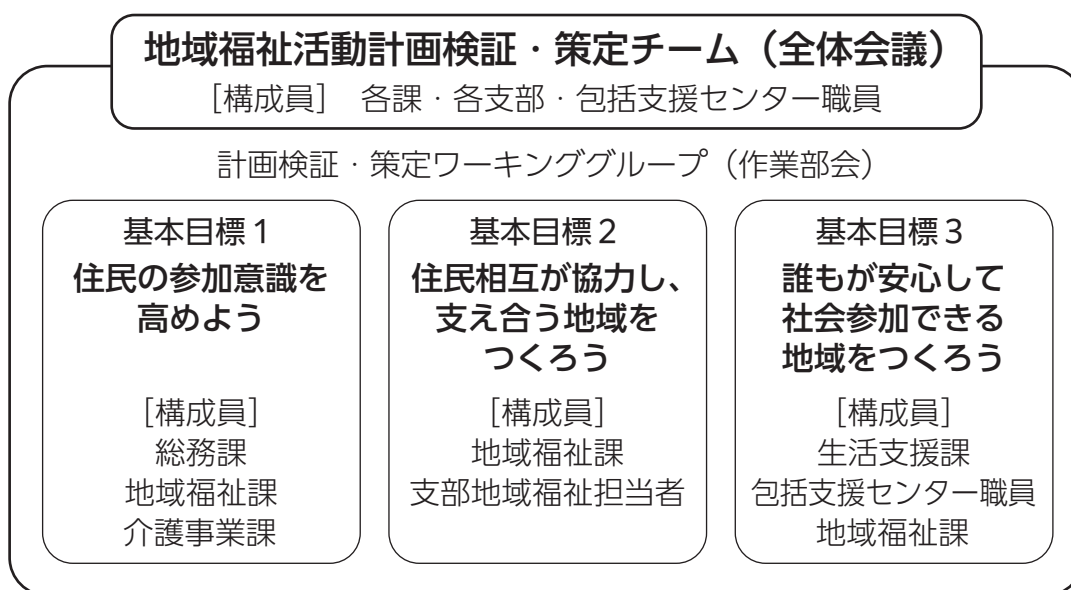 地域福祉活動計画検証・策定チーム（全体会議）
［構成員］　各課・各支部・包括支援センター職員
計画検証・策定ワーキンググループ（作業部会）
基本目標１
住民の参加意識を
高めよう
［構成員］
総務課
地域福祉課
介護事業課
基本目標２
住民相互が協力し、
支え合う地域を
つくろう
［構成員］
地域福祉課
支部地域福祉担当者
基本目標３
誰もが安心して
社会参加できる
地域をつくろう
［構成員］
生活支援課
包括支援センター職員
地域福祉課